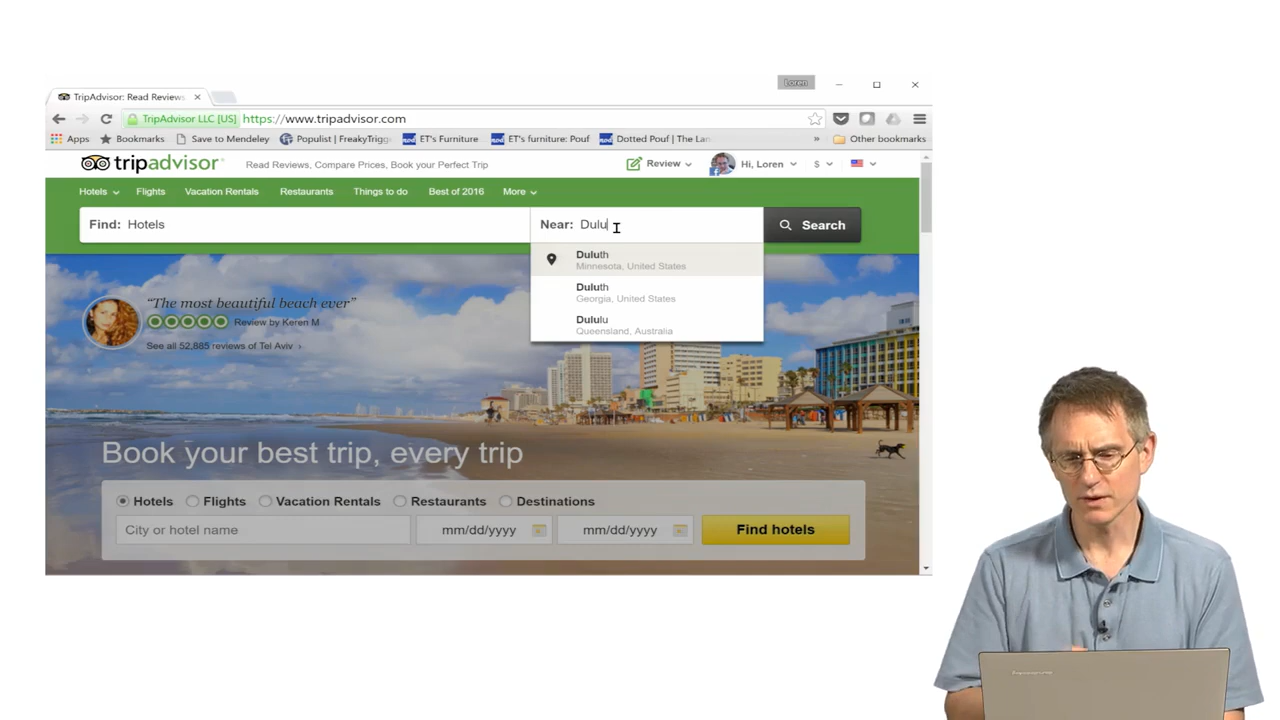 Loren
TripAdvisor: Read Reviews
TripAdvisor LLC [US] https://www.tripadvisor.com
Apps Bookmarks Save to Mendeley Populist | FreakyTrigg ET's Furniture ET's furniture: Pouf Dotted Pouf | The Lan » Other bookmarks
tripadvisor Read Reviews, Compare Prices, Book your Perfect Trip Review Hi, Loren $
Hotels Flights Vacation Rentals Restaurants Things to do Best of 2016 More
Find: Hotels Near: Dulu Search
Duluth
Minnesota, United States
Duluth
Georgia, United States
Dululu
Queensland, Australia
“The most beautiful beach ever”
Review by Keren M
See all 52,885 reviews of Tel Aviv ›
Book your best trip, every trip
Hotels Flights Vacation Rentals Restaurants Destinations
City or hotel name mm/dd/yyyy mm/dd/yyyy Find hotels